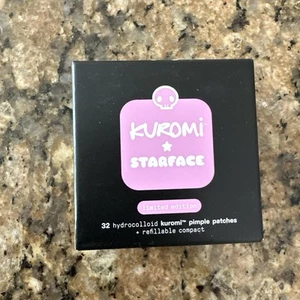 KUROMi
STARFACE
limited edition
32 hydrocolloid kuromi™ pimple patches
+ refillable compact